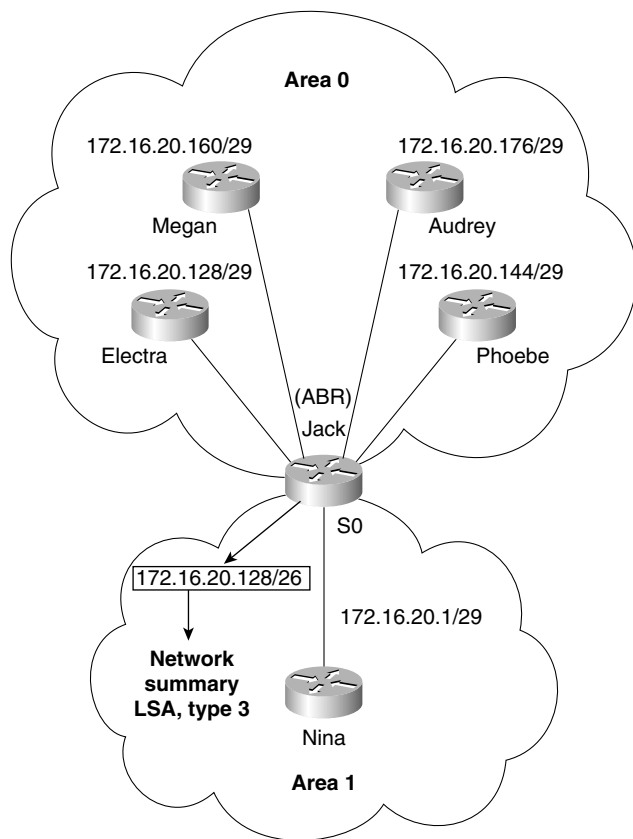 Area 0
172.16.20.160/29
172.16.20.176/29
Megan
Audrey
172.16.20.128/29
172.16.20.144/29
Electra
Phoebe
(ABR)
Jack
S0
172.16.20.128/26
172.16.20.1/29
Network
summary
LSA, type 3
Nina
Area 1